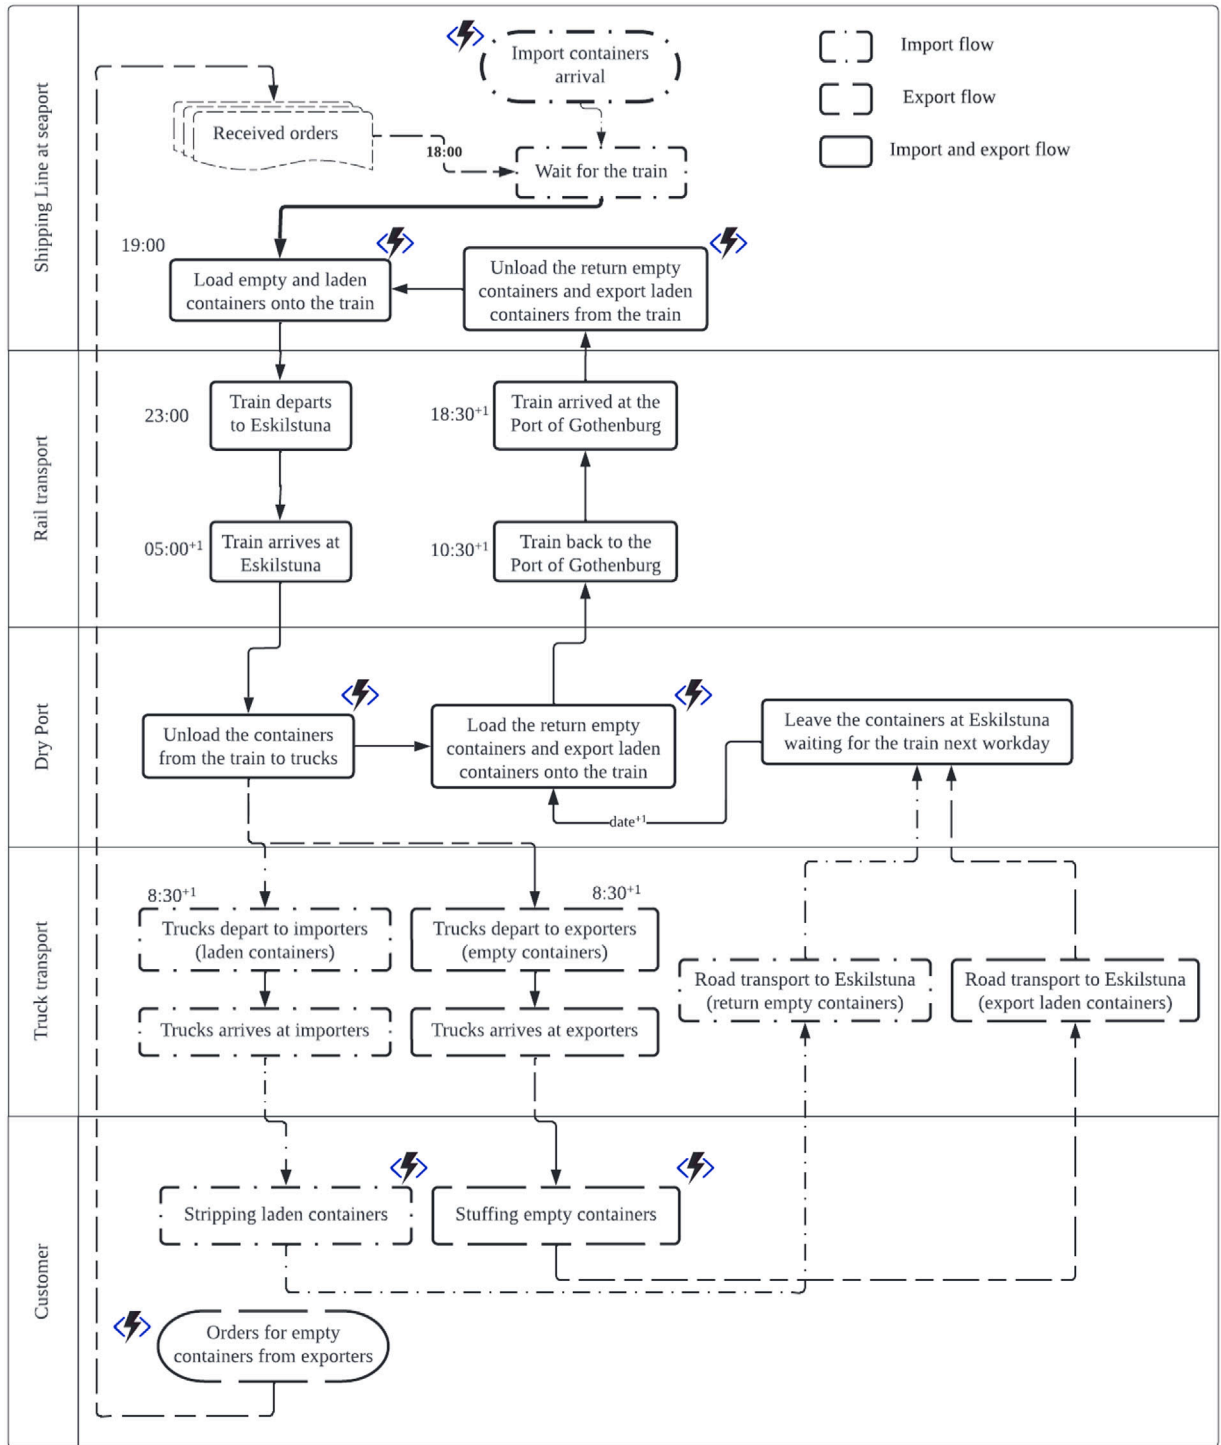 Shipping Line at seaport
Import containers
arrival
Import flow
Export flow
Import and export flow
Received orders
18:00
Wait for the train
19:00
Load empty and laden
containers onto the train
Unload the return empty
containers and export laden
containers from the train
Rail transport
23:00
Train departs
to Eskilstuna
18:30+1
Train arrived at the
Port of Gothenburg
05:00+1
Train arrives at
Eskilstuna
10:30+1
Train back to the
Port of Gothenburg
Dry Port
Unload the containers
from the train to trucks
Load the return empty
containers and export laden
containers onto the train
Leave the containers at Eskilstuna
waiting for the train next workday
date+1
Truck transport
8:30+1
Trucks depart to importers
(laden containers)
8:30+1
Trucks depart to exporters
(empty containers)
Road transport to Eskilstuna
(return empty containers)
Road transport to Eskilstuna
(export laden containers)
Trucks arrives at importers
Trucks arrives at exporters
Customer
Stripping laden containers
Stuffing empty containers
Orders for empty
containers from exporters